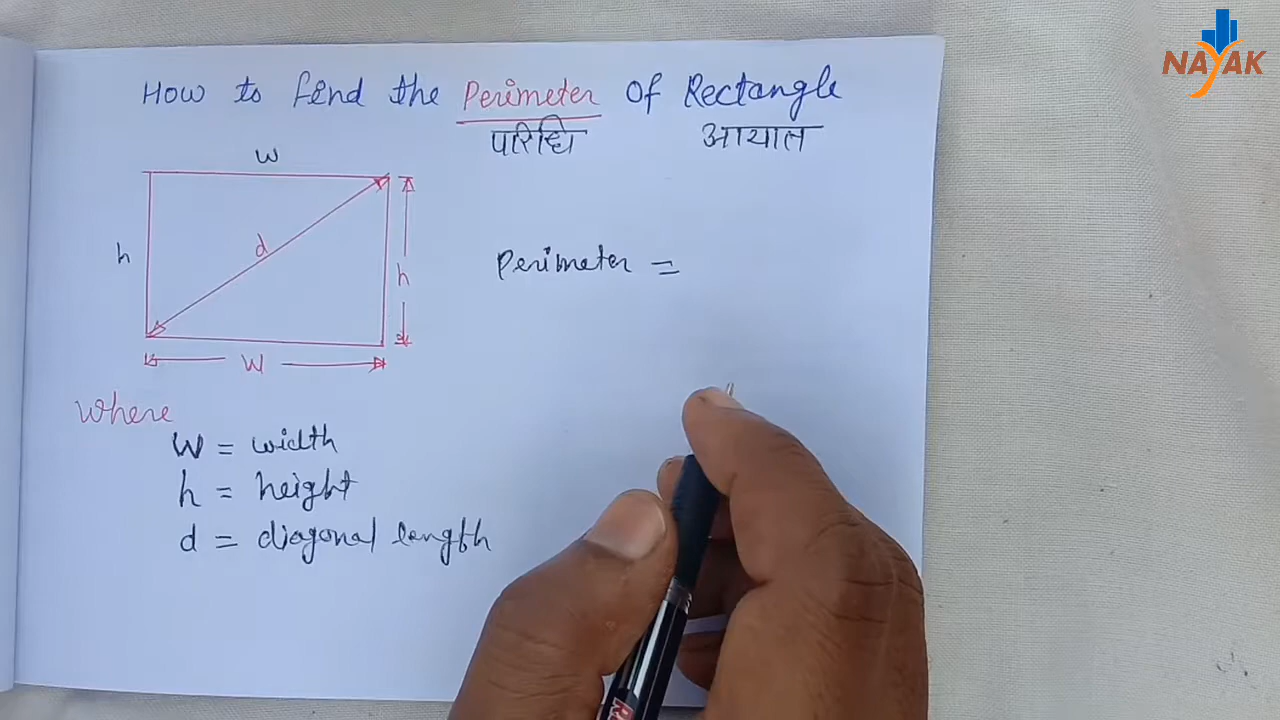 NAYAK
How to find the Perimeter of Rectangle
परिधि आयात
w
h
d
h
w
Perimeter =
where
w = width
h = height
d = diagonal length